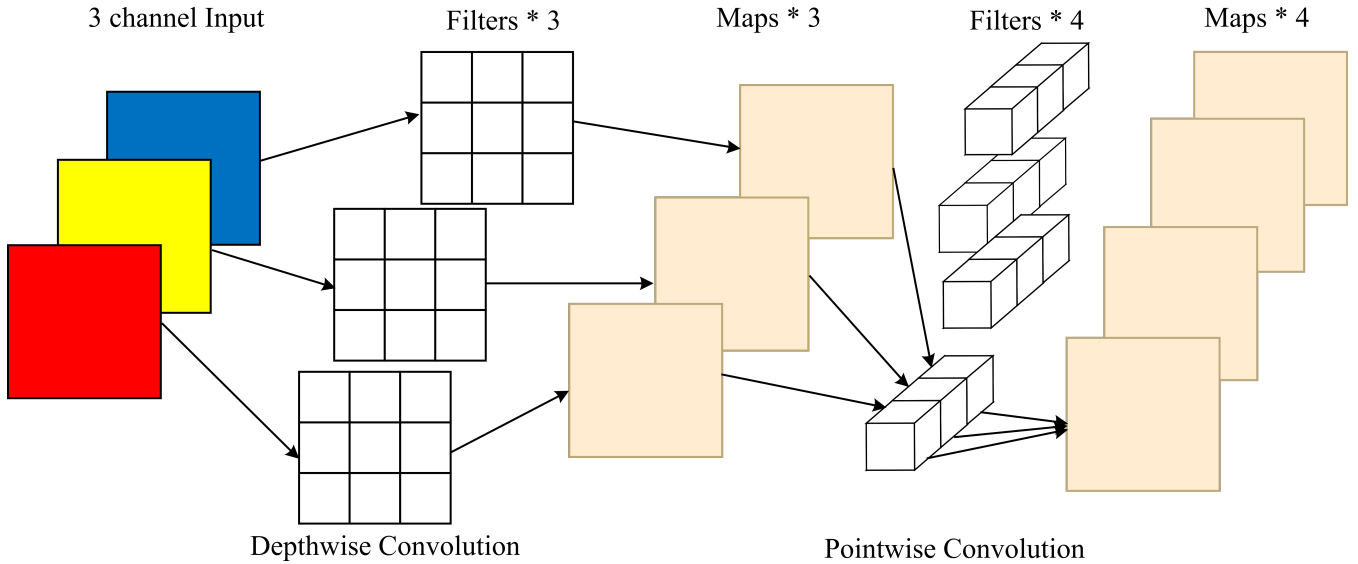 3 channel Input
Filters * 3
Maps * 3
Filters * 4
Maps * 4
Depthwise Convolution
Pointwise Convolution